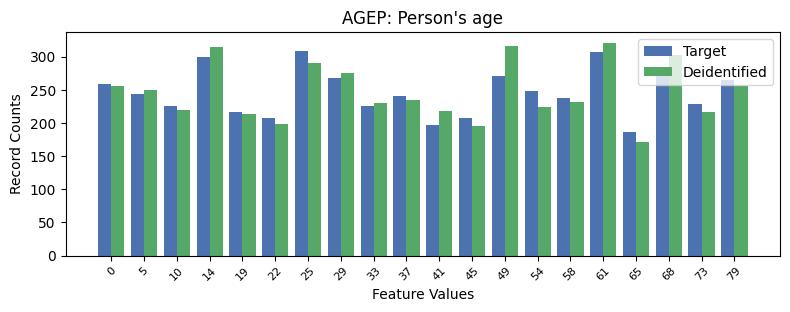 AGEP: Person's age
Target
Deidentified
Record Counts
300
250
200
150
100
50
0
0 5 10 14 19 22 25 29 33 37 41 45 49 54 58 61 65 68 73 79
Feature Values